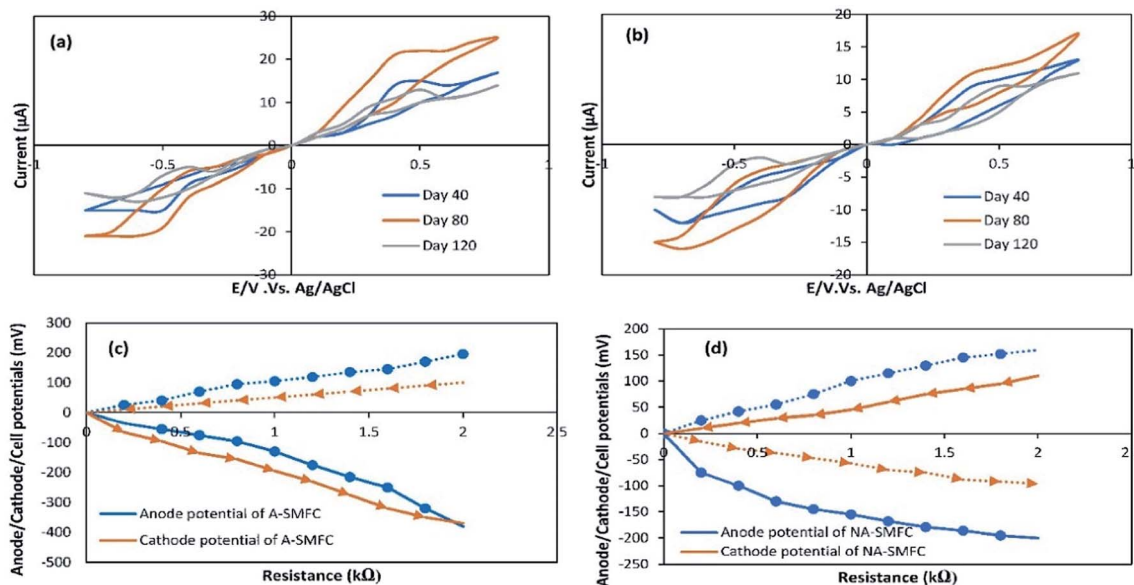 (a)
30
20
10
0
-10
-20
-30
-1
-0.5
0
0.5
1
Current (µA)
E/V .Vs. Ag/AgCl
Day 40
Day 80
Day 120
(b)
20
15
10
5
0
-5
-10
-15
-20
-1
-0.5
0
0.5
1
Current (µA)
E/V.Vs. Ag/AgCl
Day 40
Day 80
Day 120
(c)
300
200
100
0
-100
-200
-300
-400
-500
0
0.5
1
1.5
2
2.5
Anode/Cathode/Cell potentials (mV)
Resistance (kΩ)
Anode potential of A-SMFC
Cathode potential of A-SMFC
(d)
200
150
100
50
0
-50
-100
-150
-200
-250
0
0.5
1
1.5
2
2
Anode/Cathode/Cell potentials (mV)
Resistance (kΩ)
Anode potential of NA-SMFC
Cathode potential of NA-SMFC